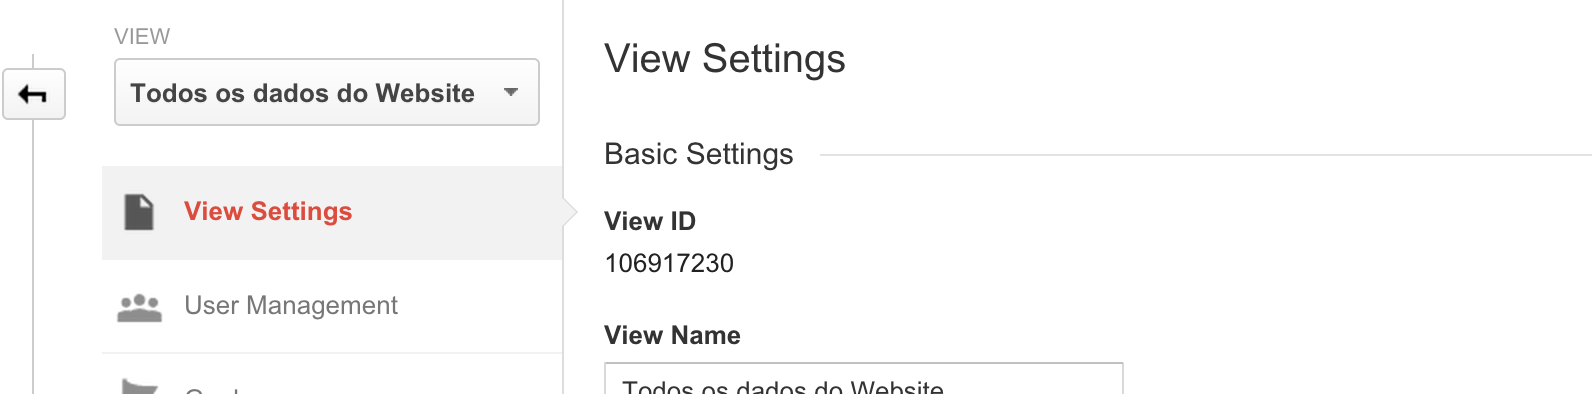 VIEW
Todos os dados do Website
View Settings
User Management
View Settings
Basic Settings
View ID
106917230
View Name
Todos os dados do Website